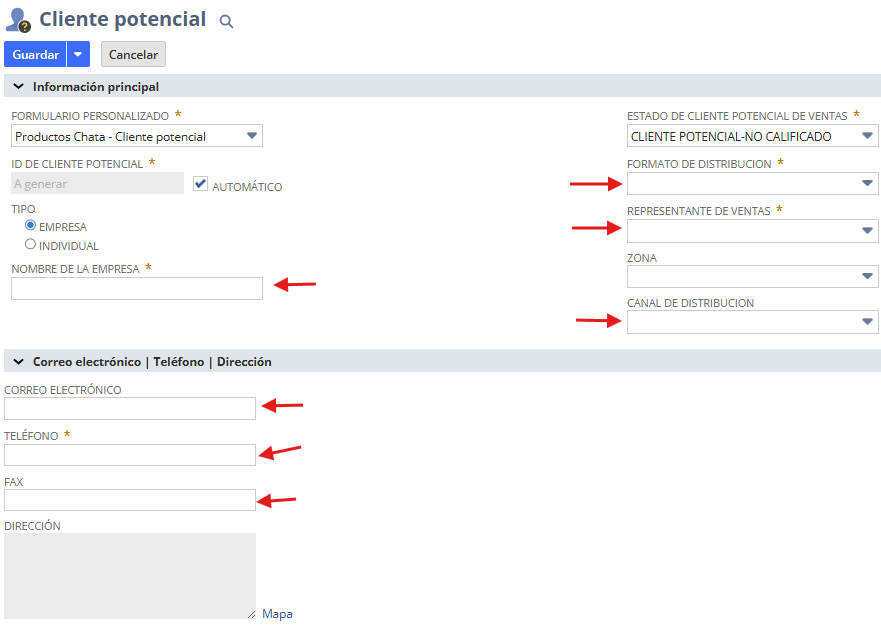 Cliente potencial
Guardar
Cancelar
Información principal
FORMULARIO PERSONALIZADO *
Productos Chata - Cliente potencial
ID DE CLIENTE POTENCIAL *
A generar
AUTOMÁTICO
TIPO
EMPRESA
INDIVIDUAL
NOMBRE DE LA EMPRESA *
ESTADO DE CLIENTE POTENCIAL DE VENTAS *
CLIENTE POTENCIAL-NO CALIFICADO
FORMATO DE DISTRIBUCION *
REPRESENTANTE DE VENTAS *
ZONA
CANAL DE DISTRIBUCION
Correo electrónico | Teléfono | Dirección
CORREO ELECTRÓNICO
TELÉFONO *
FAX
DIRECCIÓN
Mapa